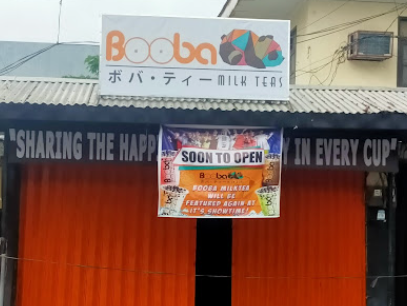 Booba
ボバ・ティー MILK TEAS
"SHARING THE HAPP Y IN EVERY CUP"
SOON TO OPEN
Booba
BOOBA MILKTEA
WILL BE
FEATURED AGAIN AT
IT'S SHOWTIME!